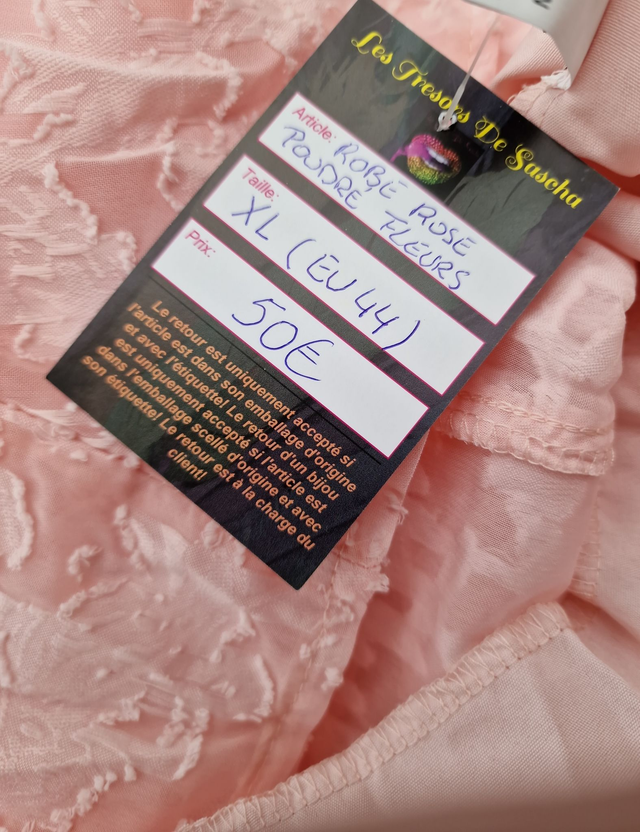 Les Tresors De Sascha
Article: ROBE ROSE
POUDRE FLEURS
Taille:
XL (EU 44)
Prix:
50€
Le retour est uniquement accepté si
l'article est dans son emballage d'origine
et avec l'étiquette! Le retour d'un bijou
est uniquement accepté si l'article est
dans l'emballage scellé d'origine et avec
son étiquette! Le retour est à la charge du
client!